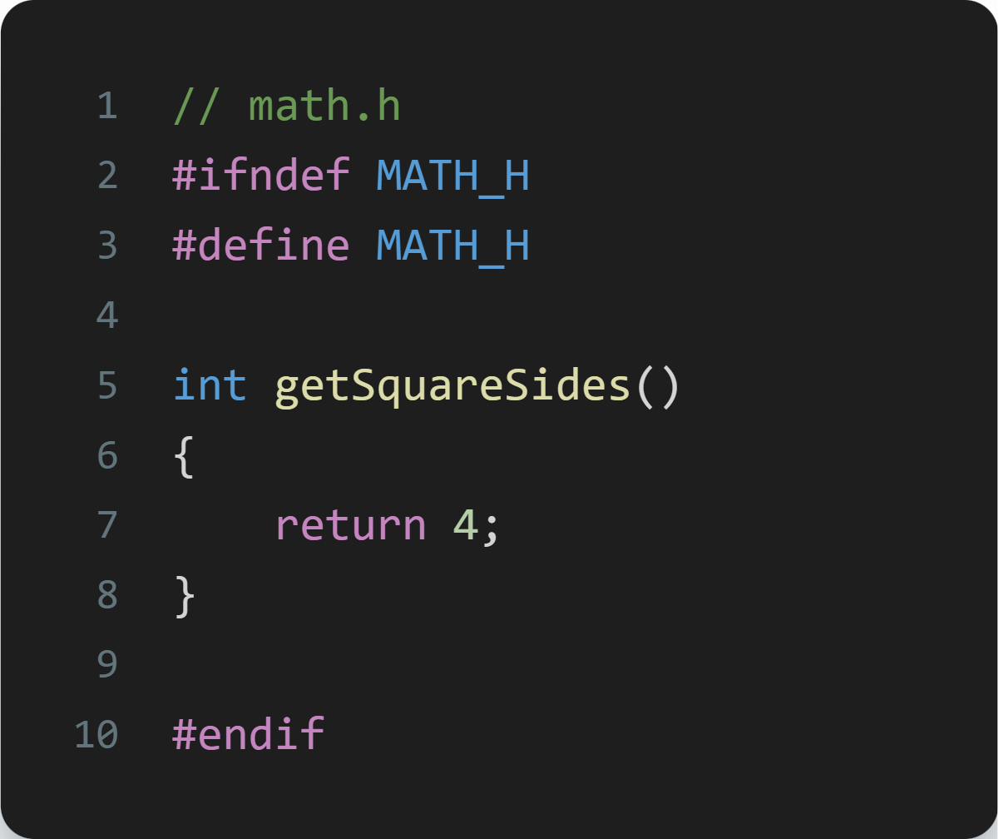 1 // math.h
2 #ifndef MATH_H
3 #define MATH_H
4
5 int getSquareSides()
6 {
7     return 4;
8 }
9
10 #endif